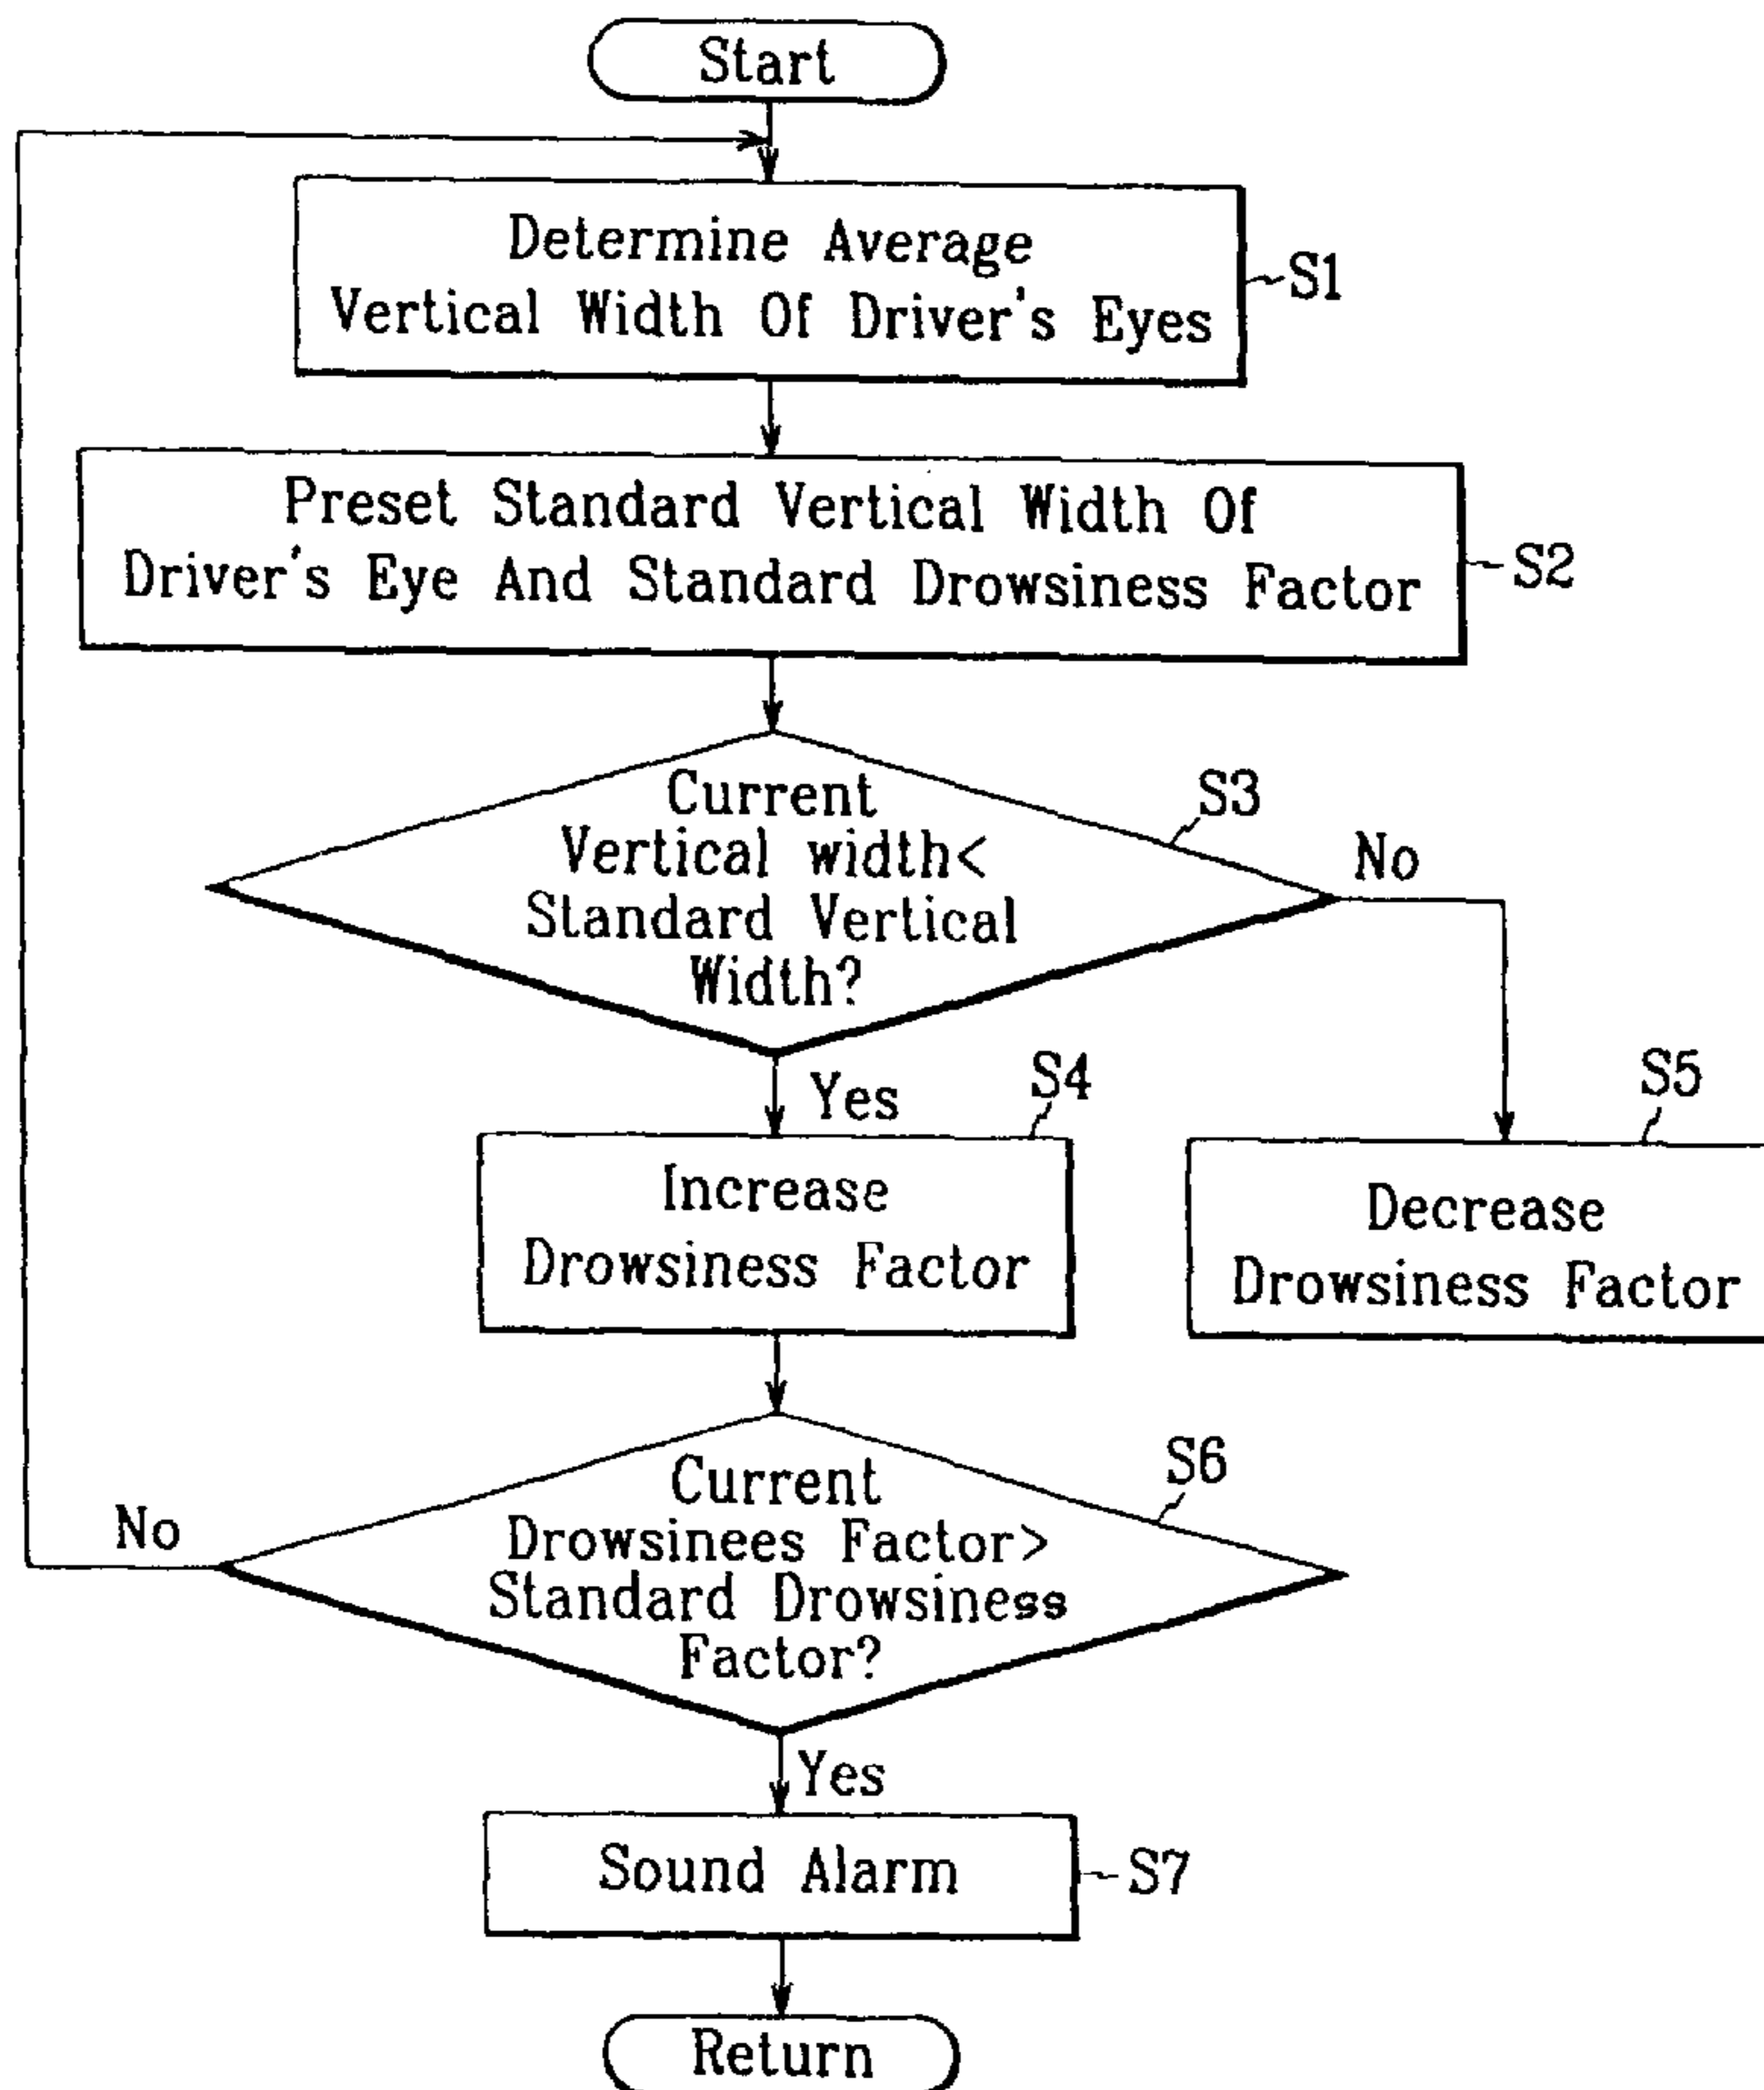 Start
Determine Average
Vertical Width Of Driver's Eyes
S1
Preset Standard Vertical Width Of
Driver's Eye And Standard Drowsiness Factor
S2
Current
Vertical width<
Standard Vertical
Width?
S3
No
Yes
S4
Increase
Drowsiness Factor
S5
Decrease
Drowsiness Factor
Current
Drowsinees Factor>
Standard Drowsiness
Factor?
S6
No
Yes
Sound Alarm
S7
Return